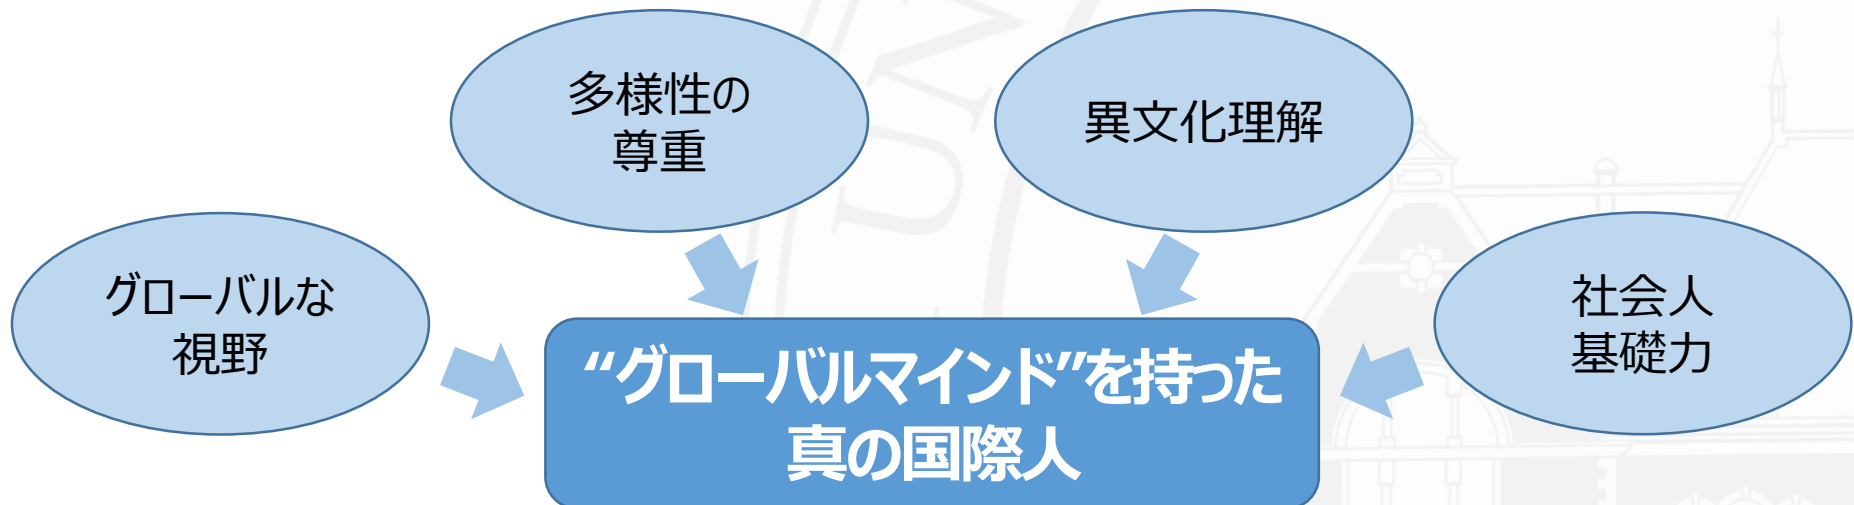 多様性の
尊重
異文化理解
グローバルな
視野
社会人
基礎力
“グローバルマインド”を持った
真の国際人
UN